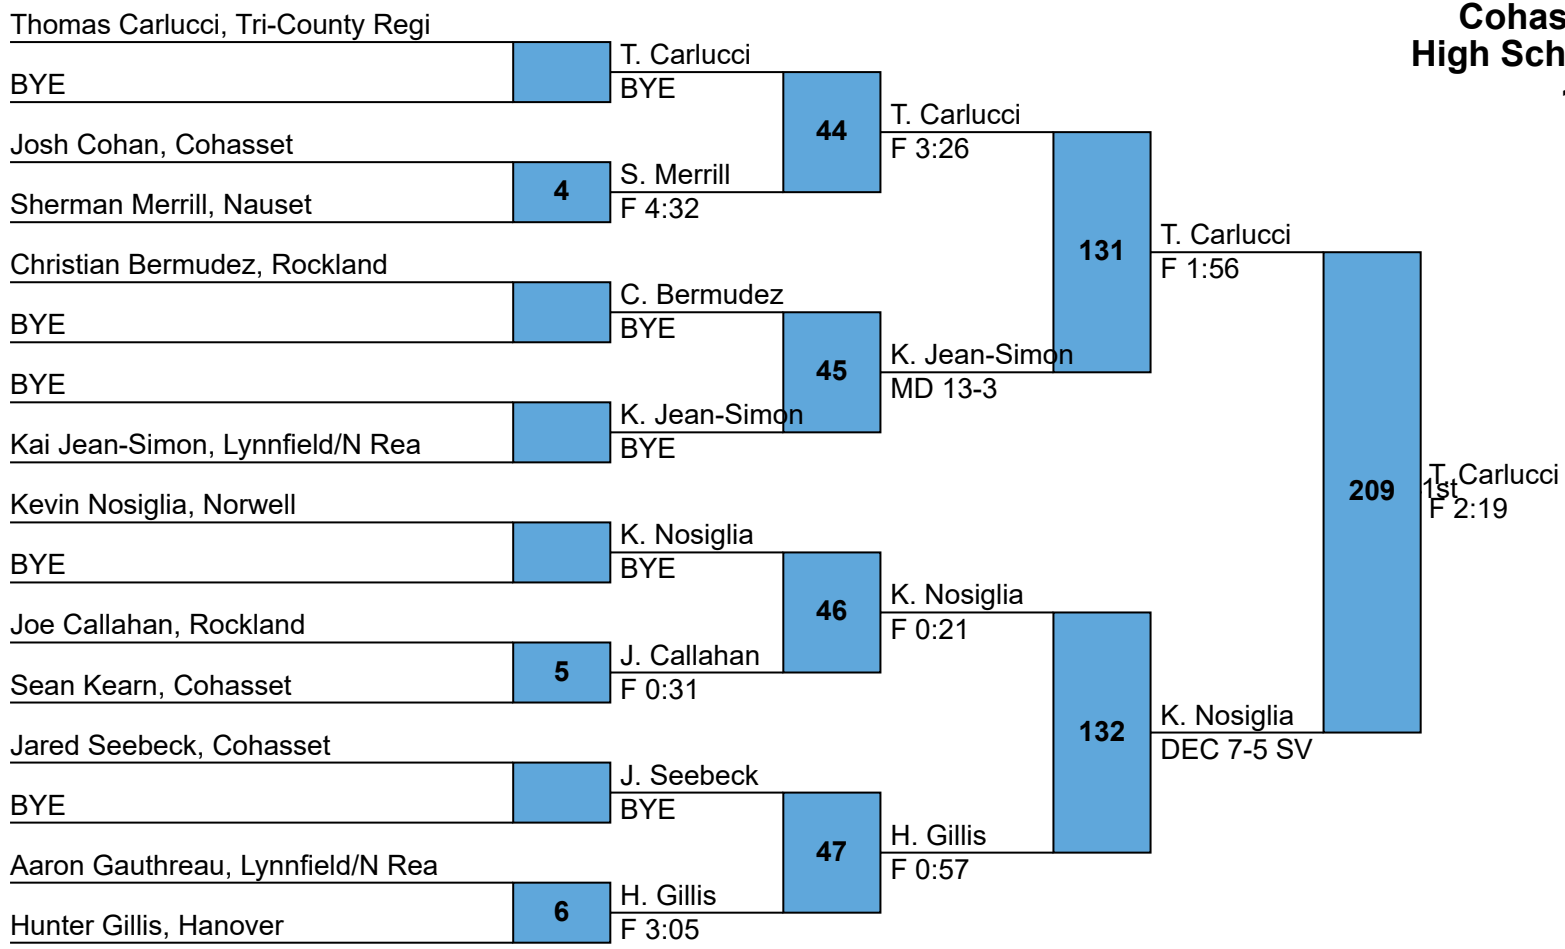 Thomas Carlucci, Tri-County Regi
BYE
Josh Cohan, Cohasset
Sherman Merrill, Nauset
Christian Bermudez, Rockland
BYE
BYE
Kai Jean-Simon, Lynnfield/N Rea
Kevin Nosiglia, Norwell
BYE
Joe Callahan, Rockland
Sean Kearn, Cohasset
Jared Seebeck, Cohasset
BYE
Aaron Gauthreau, Lynnfield/N Rea
Hunter Gillis, Hanover
4
5
6
T. Carlucci
BYE
S. Merrill
F 4:32
C. Bermudez
BYE
K. Jean-Simon
BYE
K. Nosiglia
BYE
J. Callahan
F 0:31
J. Seebeck
BYE
H. Gillis
F 3:05
44
45
46
47
T. Carlucci
F 3:26
K. Jean-Simon
MD 13-3
K. Nosiglia
F 0:21
H. Gillis
F 0:57
131
132
T. Carlucci
F 1:56
K. Nosiglia
DEC 7-5 SV
209
T. Carlucci
1st
F 2:19
Cohas
High Sch